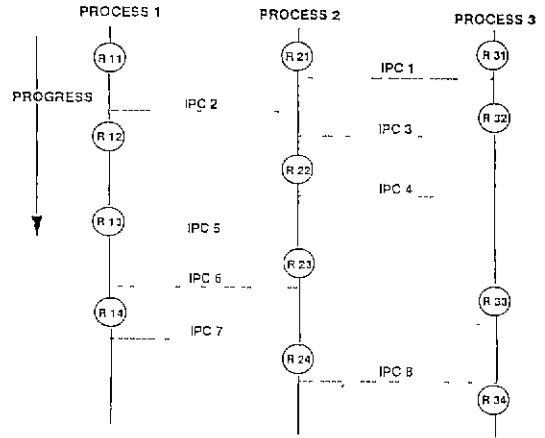 PROCESS 1 PROCESS 2 PROCESS 3
R 11 R 21 R 31
IPC 1
PROGRESS IPC 2
R 12 IPC 3 R 32
R 22
IPC 4
R 13 IPC 5
R 23
IPC 6
R 14 R 33
IPC 7
R 24
IPC 8
R 34